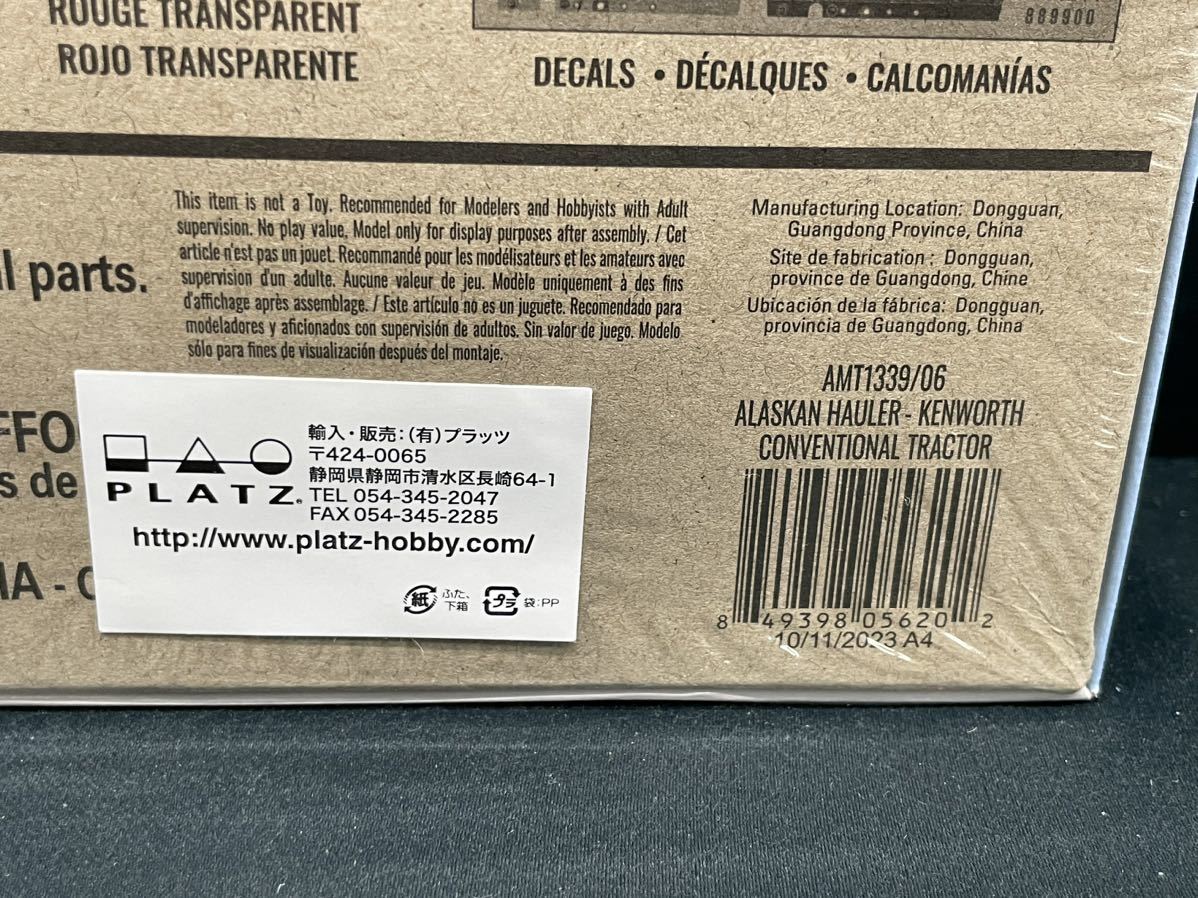 ROUGE TRANSPARENT
ROJO TRANSPARENTE
889900
DECALS • DÉCALQUES • CALCOMANÍAS
l parts.
This item is not a Toy. Recommended for Modelers and Hobbyists with Adult
supervision. No play value. Model only for display purposes after assembly. / Cet
article n'est pas un jouet. Recommandé pour les modélisateurs et les amateurs avec
supervision d'un adulte. Aucune valeur de jeu. Modèle uniquement à des fins
d'affichage après assemblage. / Este artículo no es un juguete. Recomendado para
modeladores y aficionados con supervisión de adultos. Sin valor de juego. Modelo
sólo para fines de visualización después del montaje.
Manufacturing Location: Dongguan,
Guangdong Province, China
Site de fabrication : Dongguan,
province de Guangdong, Chine
Ubicación de la fábrica: Dongguan,
provincia de Guangdong, China
AMT1339/06
ALASKAN HAULER - KENWORTH
CONVENTIONAL TRACTOR
8 49398 05620 2
10/11/2023 A4
FFO
s de
IA - C
PLATZ
輸入・販売：(有)プラッツ
〒424-0065
静岡県静岡市清水区長崎64-1
TEL 054-345-2047
FAX 054-345-2285
http://www.platz-hobby.com/
紙 ふた、
下箱
プラ 袋：PP